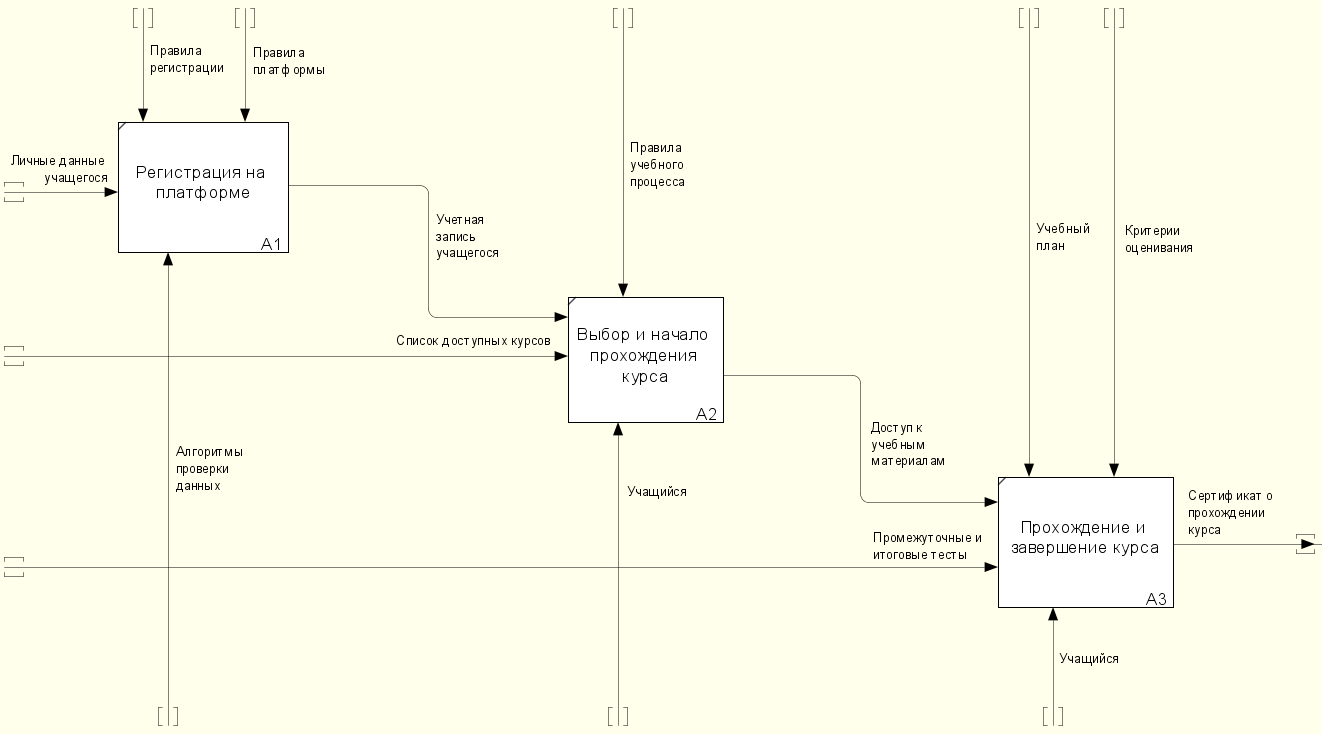 Правила
регистрации
Правила
платформы
Личные данные
учащегося
Регистрация на
платформе
A1
Учетная
запись
учащегося
Правила
учебного
процесса
Список доступных курсов
Выбор и начало
прохождения
курса
A2
Учебный
план
Критерии
оценивания
Алгоритмы
проверки
данных
Учащийся
Доступ к
учебным
материалам
Промежуточные и
итоговые тесты
Прохождение и
завершение курса
A3
Сертификат о
прохождении
курса
Учащийся